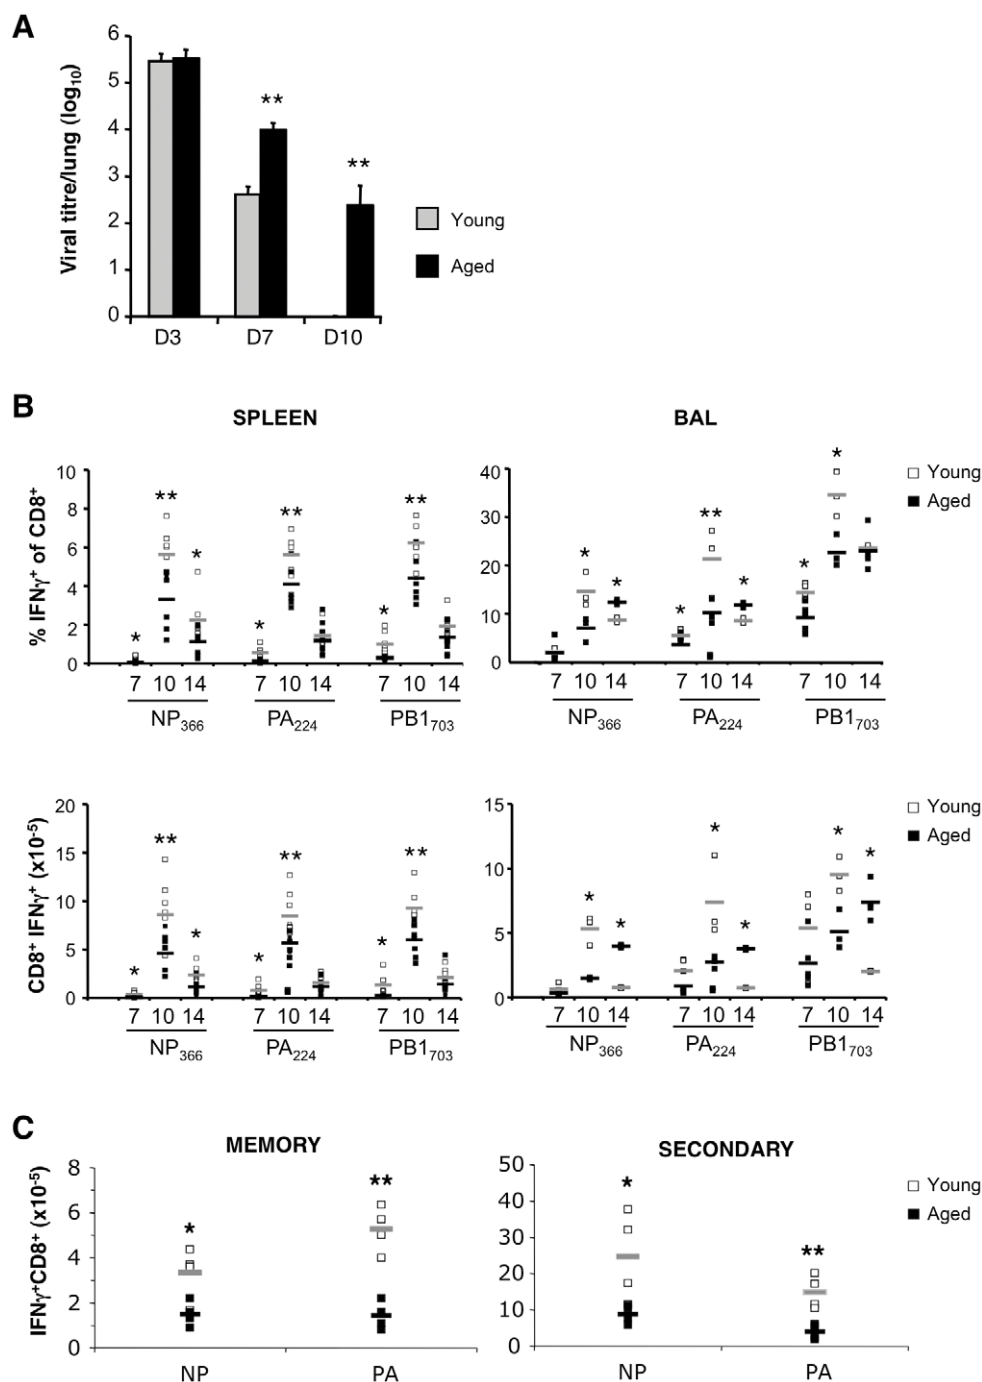 A
Viral titre/lung (log₁₀)
6
5
4
3
2
1
0
** **
D3 D7 D10
Young
Aged
B
SPLEEN BAL
% IFNγ⁺ of CD8⁺
10
8
6
4
2
0
* ** * * ** * **
7 10 14 7 10 14 7 10 14
NP₃₆₆ PA₂₂₄ PB1₇₀₃
40
30
20
10
0
* * * ** * * *
7 10 14 7 10 14 7 10 14
NP₃₆₆ PA₂₂₄ PB1₇₀₃
Young
Aged
CD8⁺ IFNγ⁺ (x10⁻⁵)
20
15
10
5
0
* ** * * ** * **
7 10 14 7 10 14 7 10 14
NP₃₆₆ PA₂₂₄ PB1₇₀₃
15
10
5
0
* * * * * *
7 10 14 7 10 14 7 10 14
NP₃₆₆ PA₂₂₄ PB1₇₀₃
Young
Aged
C
MEMORY SECONDARY
IFNγ⁺CD8⁺ (x10⁻⁵)
8
6
4
2
0
* **
NP PA
50
40
30
20
10
0
* **
NP PA
Young
Aged